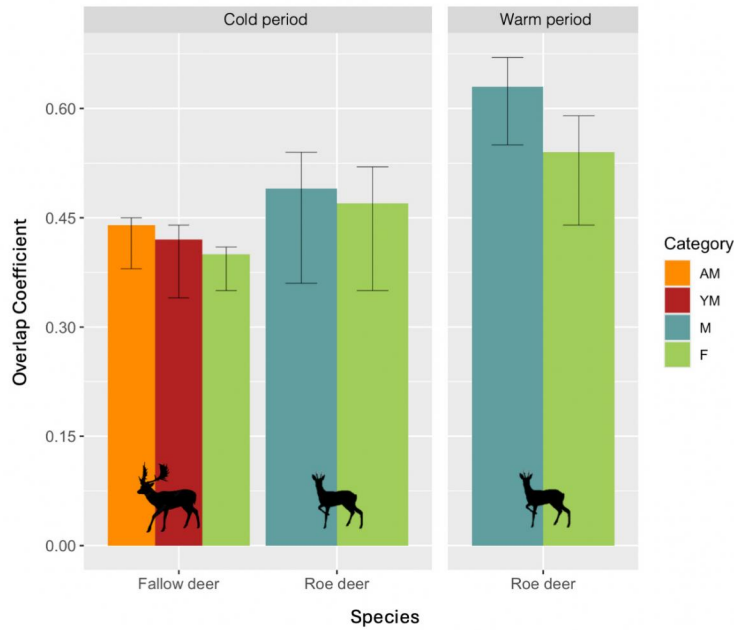 Cold period
Warm period
Overlap Coefficient
0.60
0.45
0.30
0.15
0.00
Fallow deer
Roe deer
Roe deer
Species
Category
AM
YM
M
F